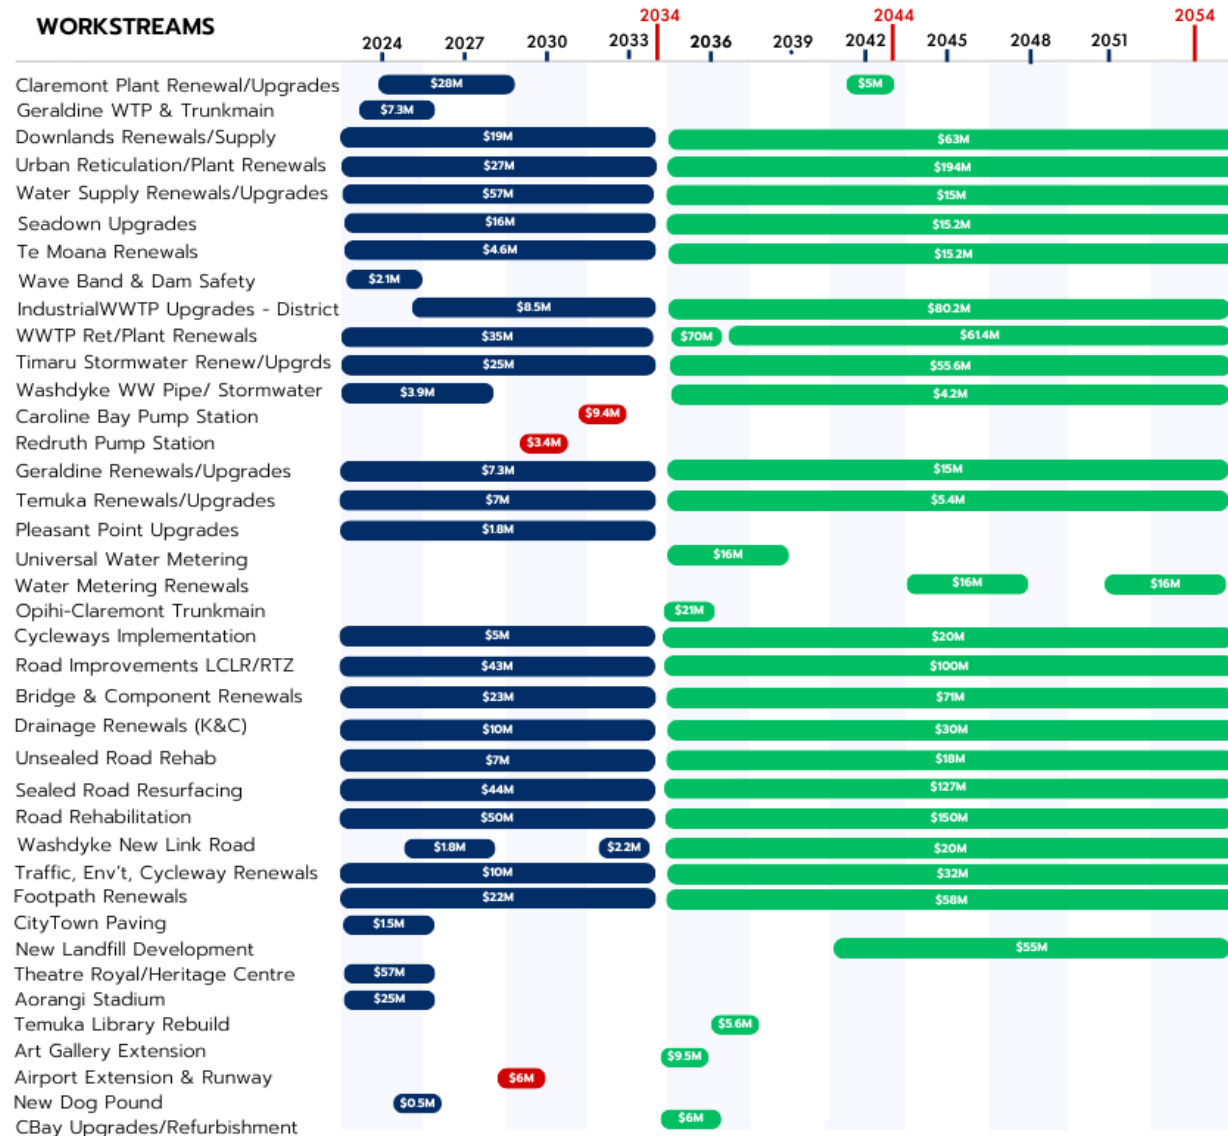 WORKSTREAMS
2034 2044 2054
2024 2027 2030 2033 2036 2039 2042 2045 2048 2051
Claremont Plant Renewal/Upgrades $28M $5M
Geraldine WTP & Trunkmain $7.3M
Downlands Renewals/Supply $19M $63M
Urban Reticulation/Plant Renewals $27M $194M
Water Supply Renewals/Upgrades $57M $15M
Seadown Upgrades $16M $15.2M
Te Moana Renewals $4.6M $15.2M
Wave Band & Dam Safety $2.1M
IndustrialWWTP Upgrades - District $8.5M $80.2M
WWTP Ret/Plant Renewals $35M $70M $61.4M
Timaru Stormwater Renew/Upgrds $25M $55.6M
Washdyke WW Pipe/ Stormwater $3.9M $4.2M
Caroline Bay Pump Station $9.4M
Redruth Pump Station $3.4M
Geraldine Renewals/Upgrades $7.3M $15M
Temuka Renewals/Upgrades $7M $5.4M
Pleasant Point Upgrades $1.8M
Universal Water Metering $16M
Water Metering Renewals $16M $16M
Opihi-Claremont Trunkmain $21M
Cycleways Implementation $5M $20M
Road Improvements LCLR/RTZ $43M $100M
Bridge & Component Renewals $23M $71M
Drainage Renewals (K&C) $10M $30M
Unsealed Road Rehab $7M $18M
Sealed Road Resurfacing $44M $127M
Road Rehabilitation $50M $150M
Washdyke New Link Road $1.8M $2.2M $20M
Traffic, Env't, Cycleway Renewals $10M $32M
Footpath Renewals $22M $58M
CityTown Paving $1.5M
New Landfill Development $55M
Theatre Royal/Heritage Centre $57M
Aorangi Stadium $25M
Temuka Library Rebuild $5.6M
Art Gallery Extension $9.5M
Airport Extension & Runway $6M
New Dog Pound $0.5M
CBay Upgrades/Refurbishment $6M